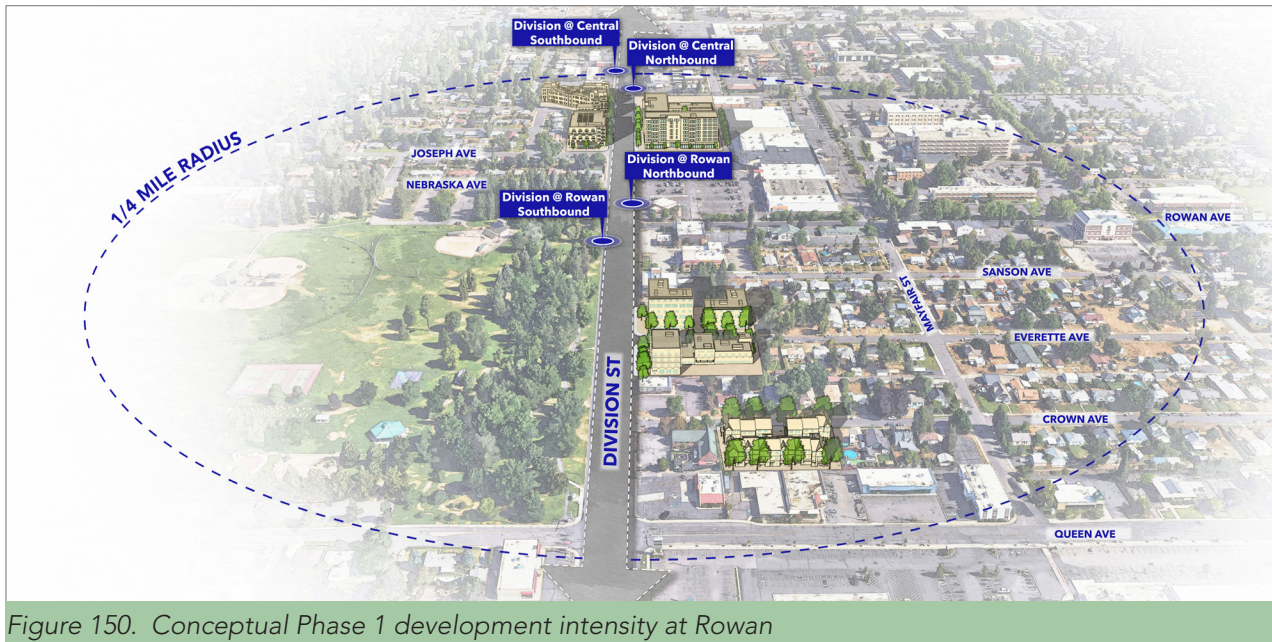 Division @ Central
Southbound
Division @ Central
Northbound
1/4 MILE RADIUS
JOSEPH AVE
NEBRASKA AVE
Division @ Rowan
Northbound
Division @ Rowan
Southbound
ROWAN AVE
SANSON AVE
MAYFAIR ST
EVERETTE AVE
DIVISION ST
CROWN AVE
QUEEN AVE
Figure 150. Conceptual Phase 1 development intensity at Rowan